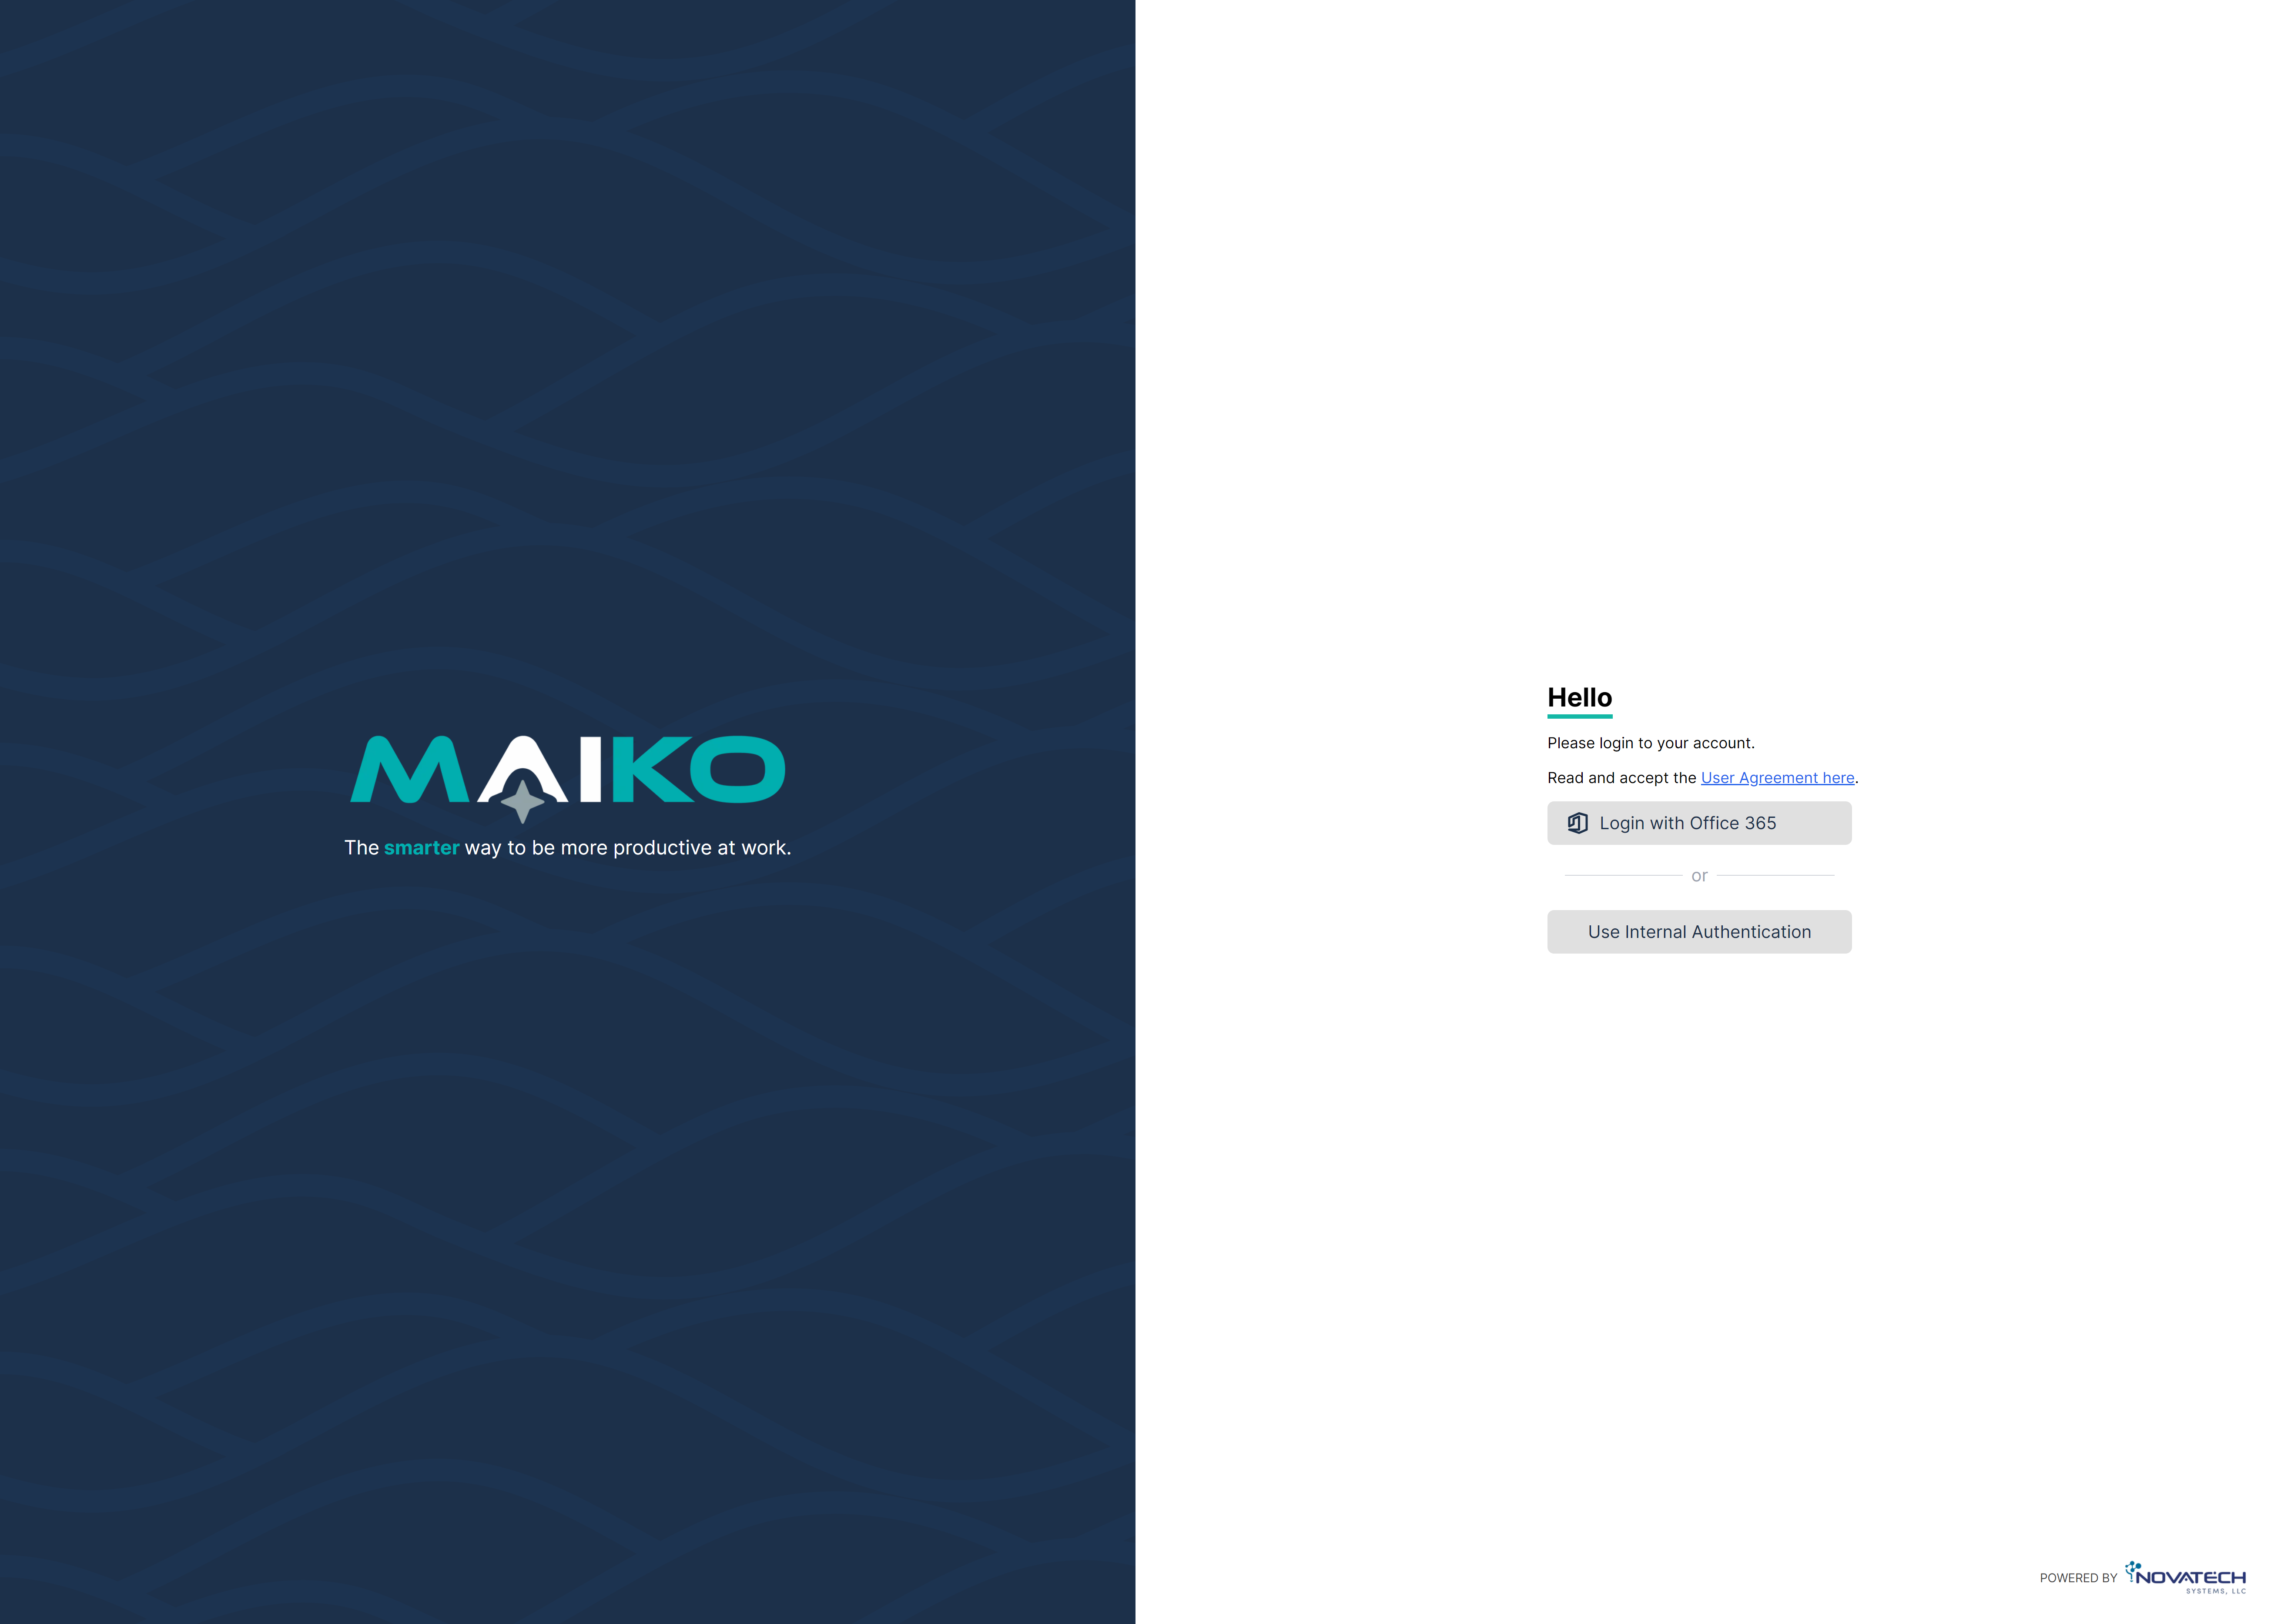 MAIKO
The smarter way to be more productive at work.
Hello
Please login to your account.
Read and accept the User Agreement here.
Login with Office 365
or
Use Internal Authentication
POWERED BY NOVATECH
SYSTEMS, LLC